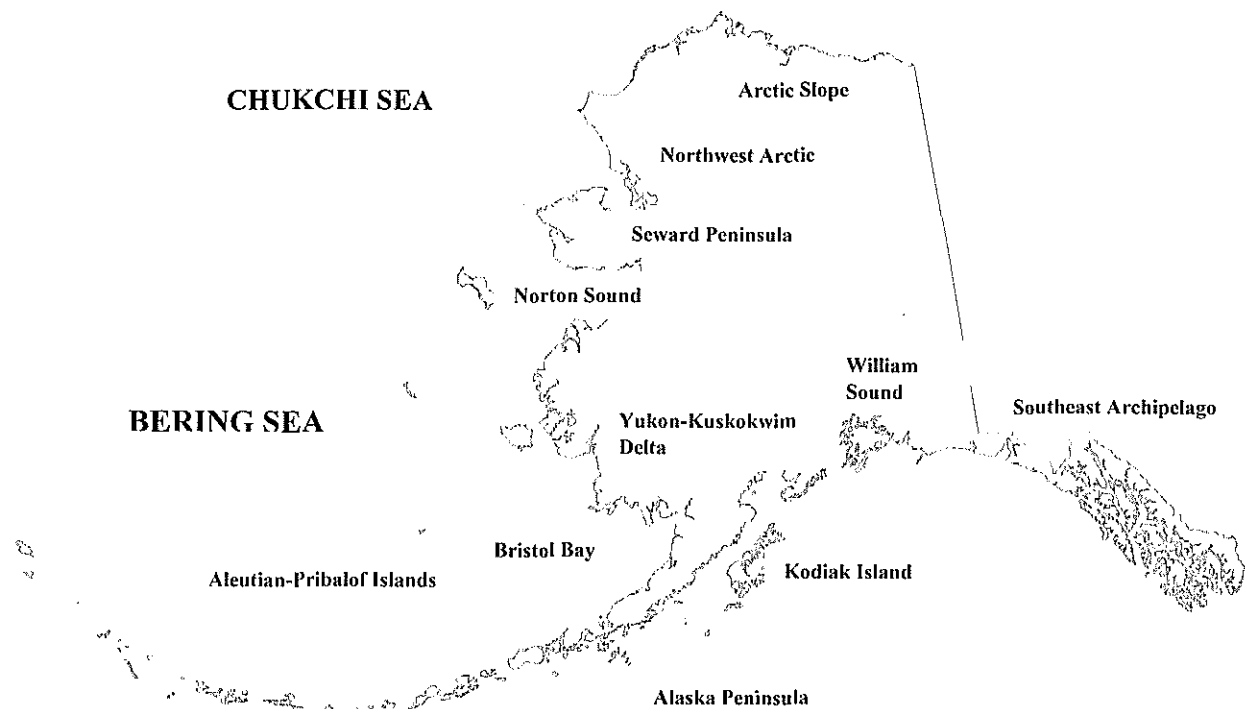 CHUKCHI SEA
Arctic Slope
Northwest Arctic
Seward Peninsula
Norton Sound
William
Sound
Southeast Archipelago
BERING SEA
Yukon-Kuskokwim
Delta
Bristol Bay
Kodiak Island
Aleutian-Pribalof Islands
Alaska Peninsula